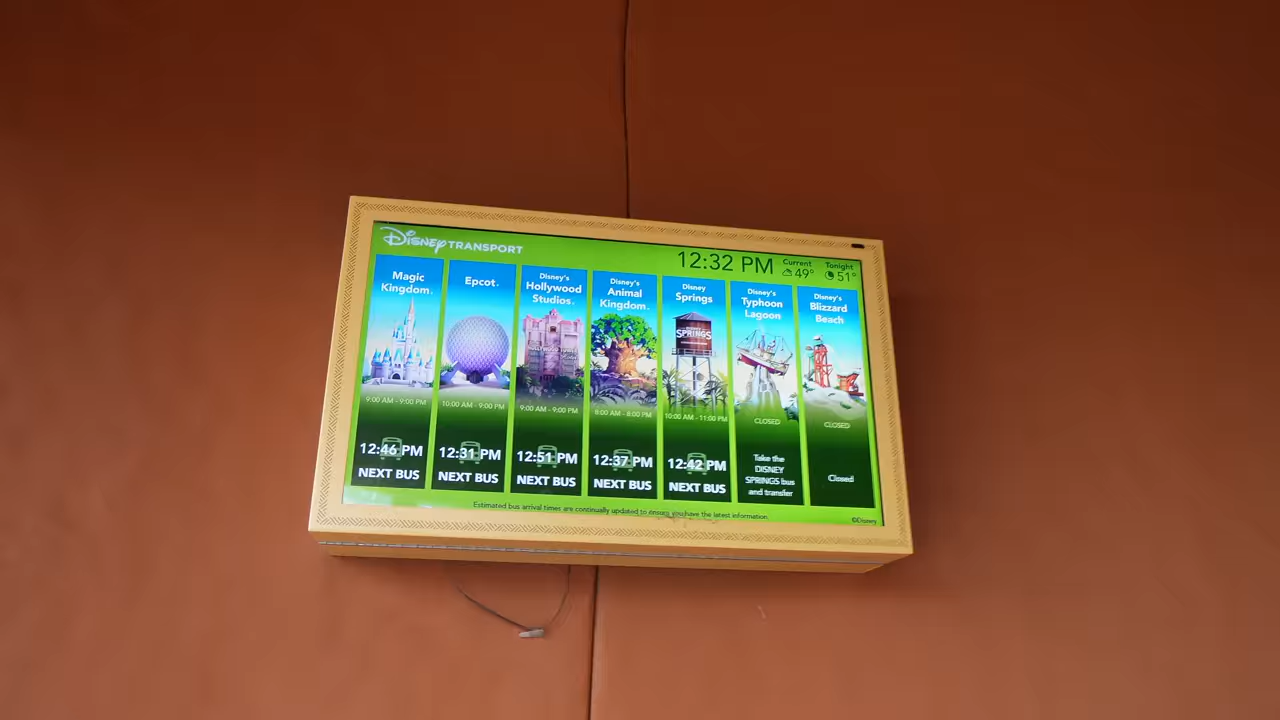 Disney TRANSPORT
12:32 PM
Current
49°
Tonight
51°
Magic
Kingdom.
9:00 AM - 9:00 PM
12:46 PM
NEXT BUS
Epcot.
10:00 AM - 9:00 PM
12:31 PM
NEXT BUS
Disney's
Hollywood
Studios.
9:00 AM - 9:00 PM
12:51 PM
NEXT BUS
Disney's
Animal
Kingdom.
8:00 AM - 8:00 PM
12:37 PM
NEXT BUS
Disney
Springs
SPRINGS
10:00 AM - 11:00 PM
12:42 PM
NEXT BUS
Disney's
Typhoon
Lagoon
CLOSED
Take the
DISNEY
SPRINGS bus
and transfer
Disney's
Blizzard
Beach
CLOSED
Closed
Estimated bus arrival times are continually updated to ensure you have the latest information.
©Disney